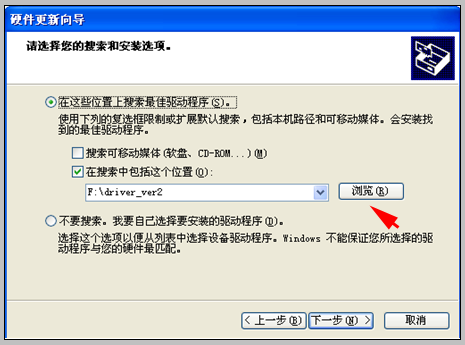 硬件更新向导
请选择您的搜索和安装选项。
在这些位置上搜索最佳驱动程序(S)。
使用下列的复选框限制或扩展默认搜索，包括本机路径和可移动媒体。会安装找
到的最佳驱动程序。
搜索可移动媒体(软盘、CD-ROM...)(M)
在搜索中包括这个位置(O):
F:\driver_ver2
浏览(R)
不要搜索。我要自己选择要安装的驱动程序(D)。
选择这个选项以便从列表中选择设备驱动程序。Windows 不能保证您所选择的驱
动程序与您的硬件最匹配。
< 上一步(B) 下一步(N) > 取消